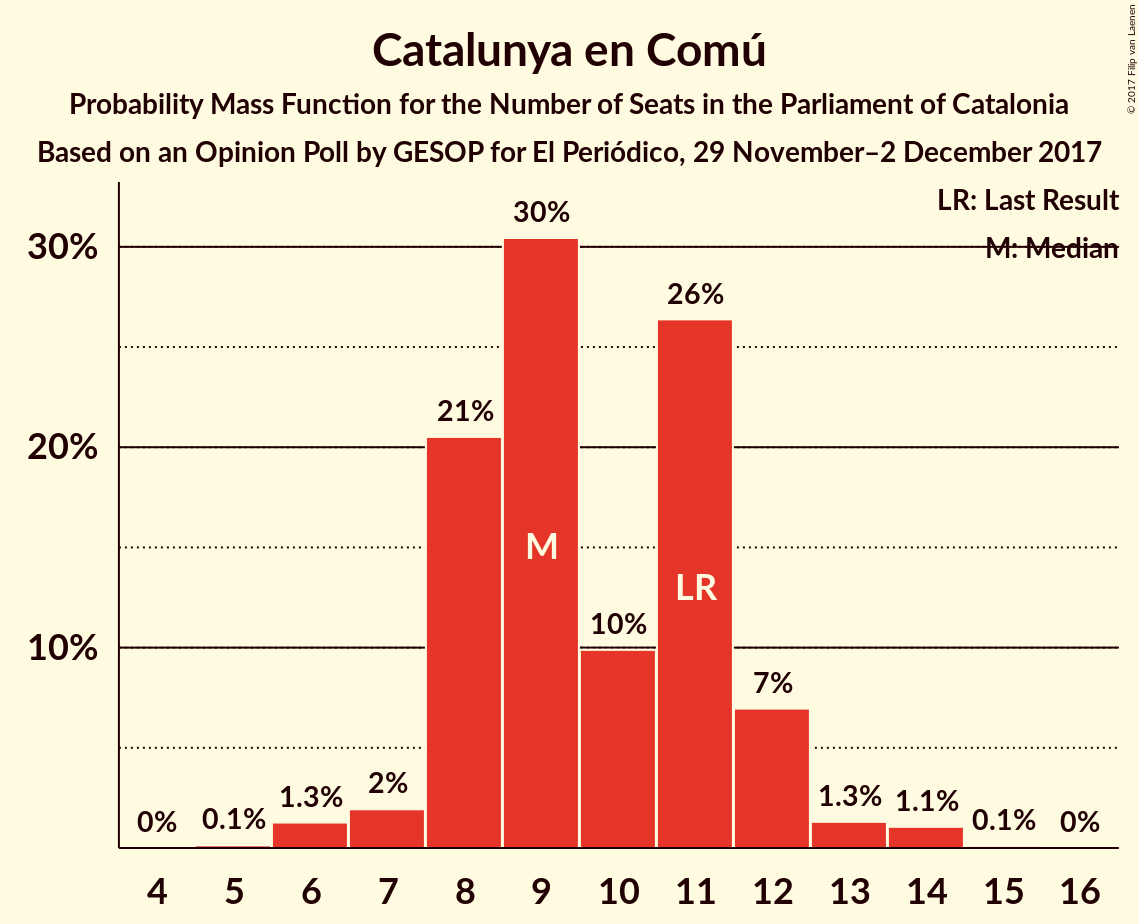 Catalunya en Comú
Probability Mass Function for the Number of Seats in the Parliament of Catalonia
Based on an Opinion Poll by GESOP for El Periódico, 29 November–2 December 2017
© 2017 Filip van Laenen
LR: Last Result
M: Median
30%
20%
10%
0%
0.1%
1.3%
2%
21%
30%
10%
26%
7%
1.3%
1.1%
0.1%
0%
M
LR
4 5 6 7 8 9 10 11 12 13 14 15 16